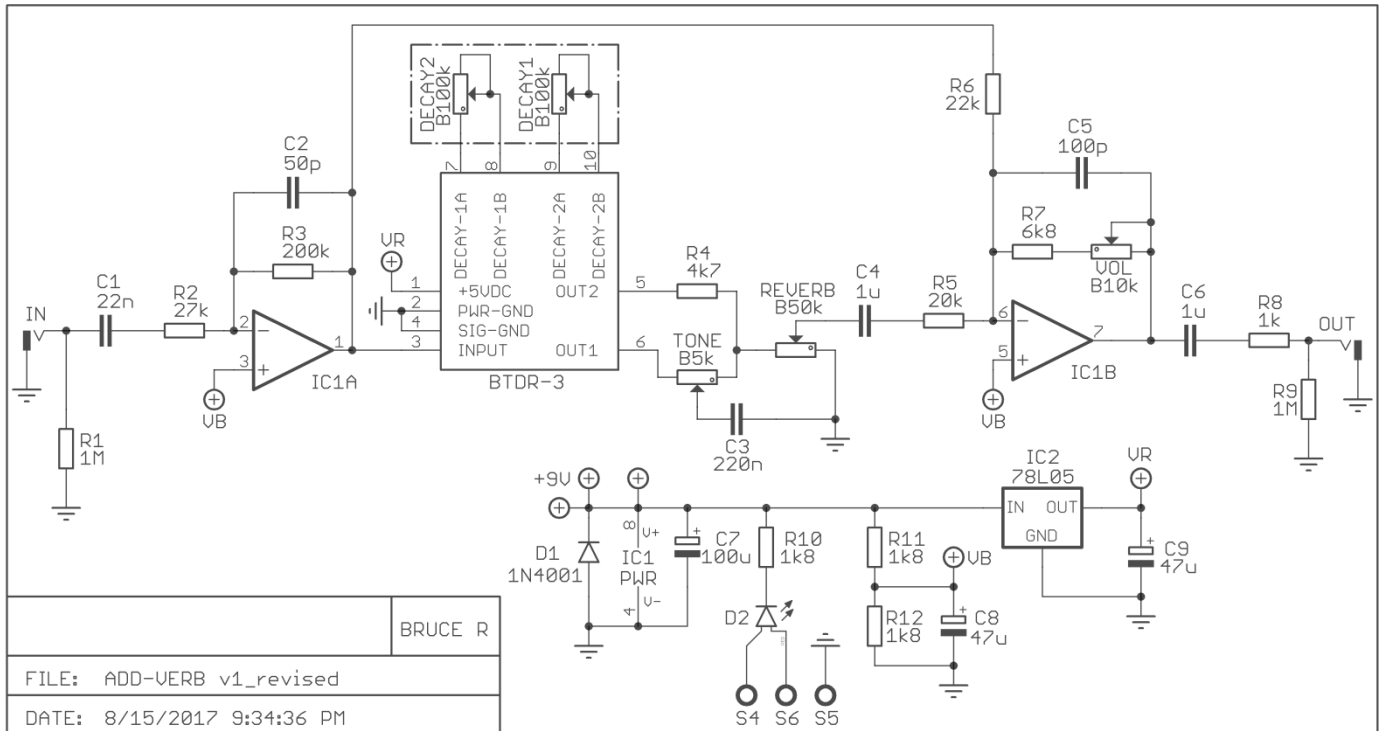 DECAY2
B100k
DECAY1
B100k
R6
22k
C5
100p
C2
50p
7
8
9
10
DECAY-1A
DECAY-1B
DECAY-2A
DECAY-2B
R3
200k
VR
R4
4k7
R7
6k8
VOL
B10k
C1
22n
R2
27k
1
+5VDC
OUT2
5
REVERB
B50k
C4
1u
R5
20k
C6
1u
R8
1k
IN
2
PWR-GND
4
SIG-GND
3
INPUT
OUT1
6
TONE
B5k
2
3
1
IC1A
VB
BTDR-3
6
5
7
IC1B
VB
OUT
R1
1M
C3
220n
R9
1M
IC2
78L05
VR
+9V
IN
OUT
GND
D1
1N4001
8
V+
IC1
PWR
4
V-
C7
100u
R10
1k8
R11
1k8
VB
C9
47u
D2
R12
1k8
C8
47u
S4
S6
S5
BRUCE R
FILE: ADD-VERB v1_revised
DATE: 8/15/2017 9:34:36 PM